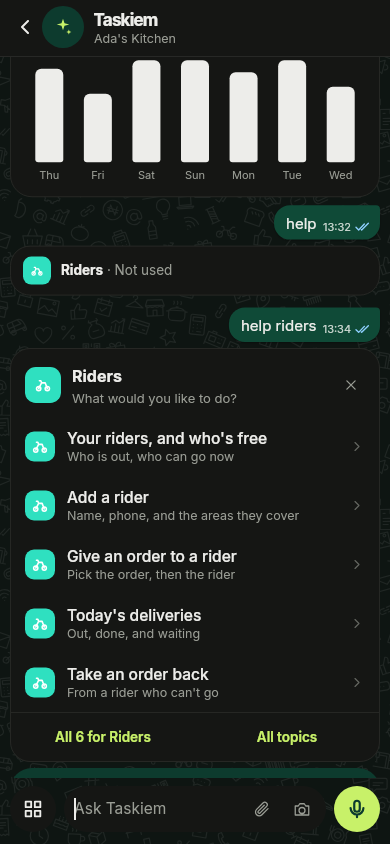 Taskiem
Ada's Kitchen
Thu Fri Sat Sun Mon Tue Wed
help 13:32
Riders · Not used
help riders 13:34
Riders
What would you like to do?
Your riders, and who's free
Who is out, who can go now
Add a rider
Name, phone, and the areas they cover
Give an order to a rider
Pick the order, then the rider
Today's deliveries
Out, done, and waiting
Take an order back
From a rider who can't go
All 6 for Riders All topics
Ask Taskiem